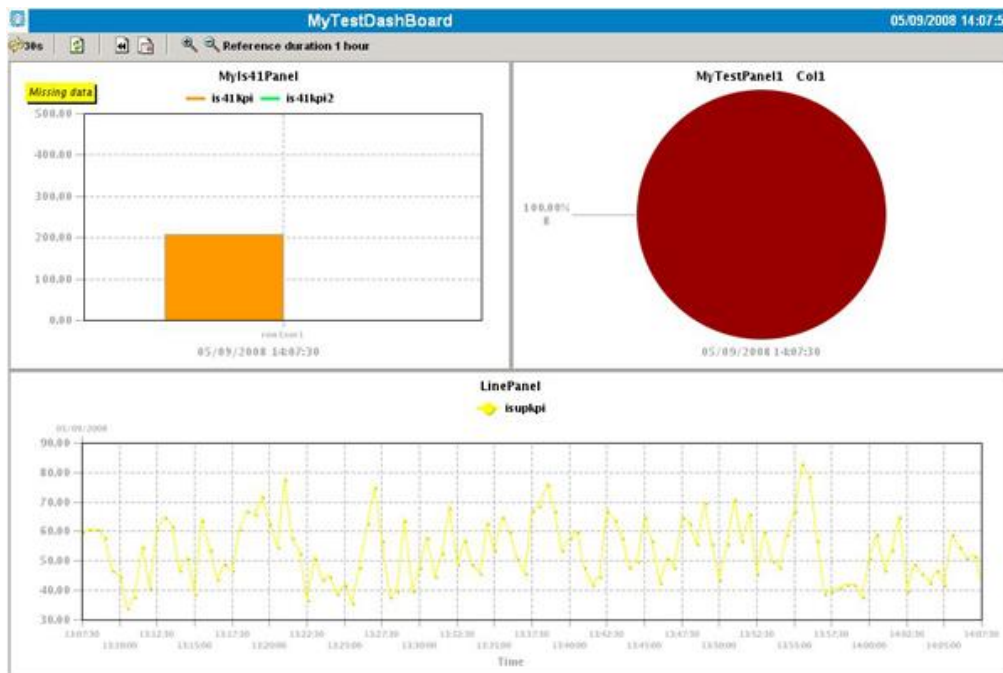 MyTestDashBoard
05/09/2008 14:07:5
30s
Reference duration 1 hour
MyIs41Panel
Missing data
is41kpi is41kpi2
500.00
400.00
300.00
200.00
100.00
0.00
05/09/2008 14:07:30
MyTestPanel1 Col1
100.00%
g
05/09/2008 14:07:30
LinePanel
isupkpi
05/09/2008
90.00
80.00
70.00
60.00
50.00
40.00
30.00
13:07:30 13:12:30 13:17:30 13:22:30 13:27:30 13:32:30 13:37:30 13:42:30 13:47:30 13:52:30 13:57:30 14:02:30 14:07:30
13:10:00 13:15:00 13:20:00 13:25:00 13:30:00 13:35:00 13:40:00 13:45:00 13:50:00 13:55:00 14:00:00 14:05:00
Time